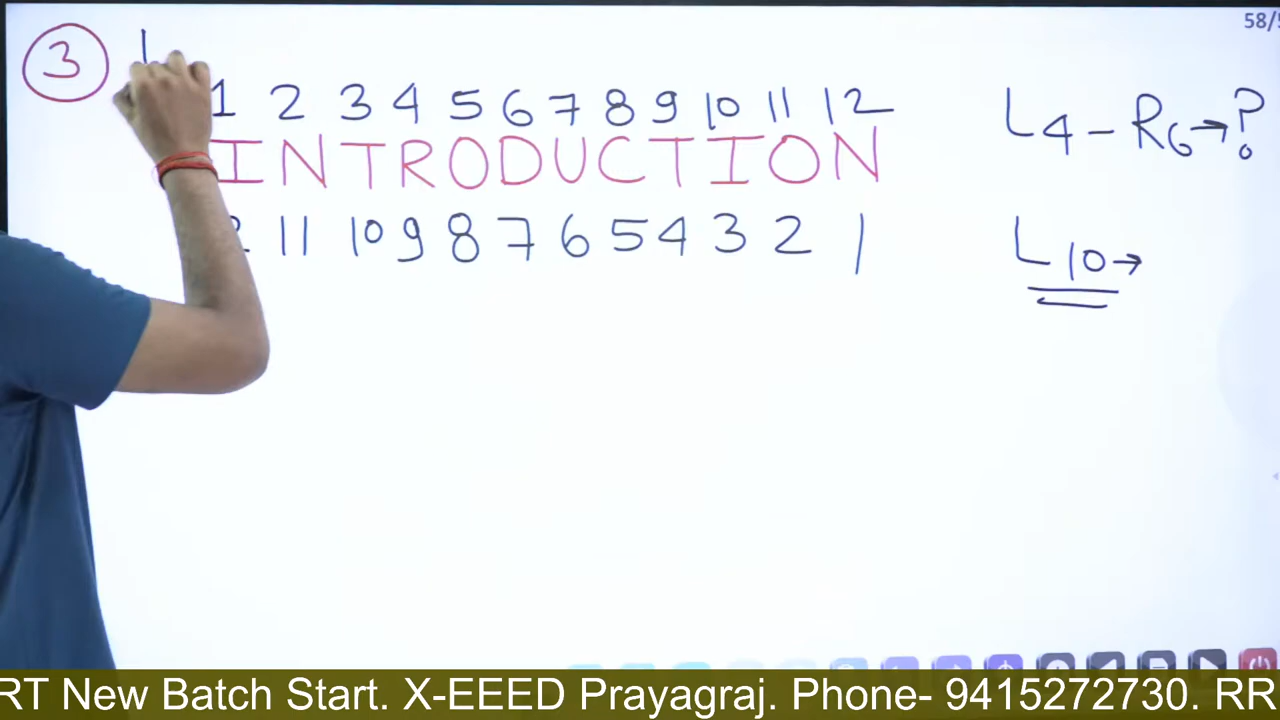 58/
3 L
1 2 3 4 5 6 7 8 9 10 11 12
INTRODUCTION
2 11 10 9 8 7 6 5 4 3 2 1
L4 - R6 → ?
L10 →
RT New Batch Start. X-EEED Prayagraj. Phone- 9415272730. RR